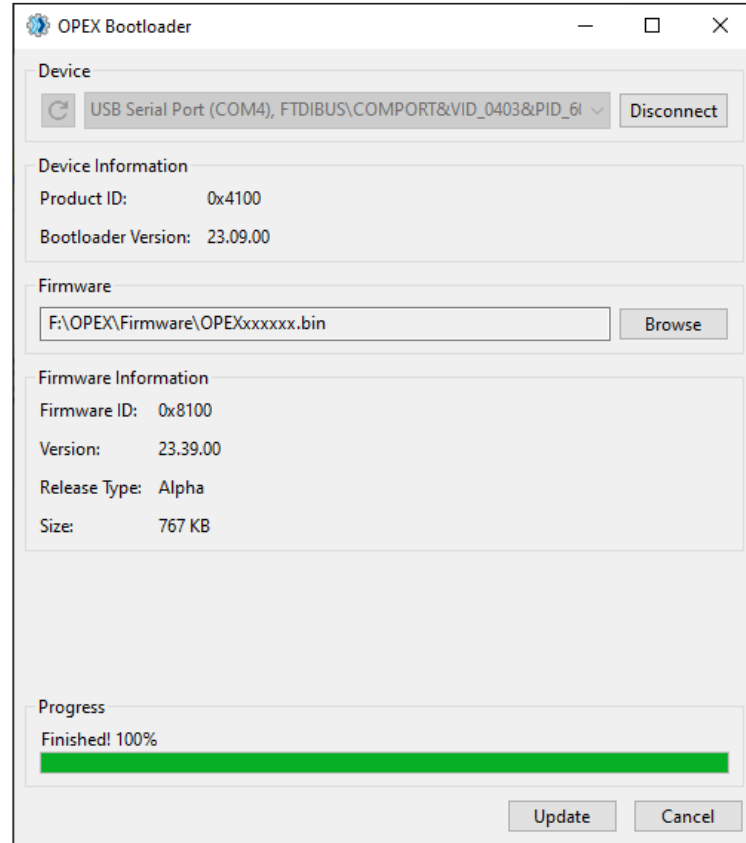 OPEX Bootloader
Device
USB Serial Port (COM4), FTDIBUS\COMPORT&VID_0403&PID_6
Disconnect
Device Information
Product ID: 0x4100
Bootloader Version: 23.09.00
Firmware
F:\OPEX\Firmware\OPEXxxxxxx.bin
Browse
Firmware Information
Firmware ID: 0x8100
Version: 23.39.00
Release Type: Alpha
Size: 767 KB
Progress
Finished! 100%
Update Cancel